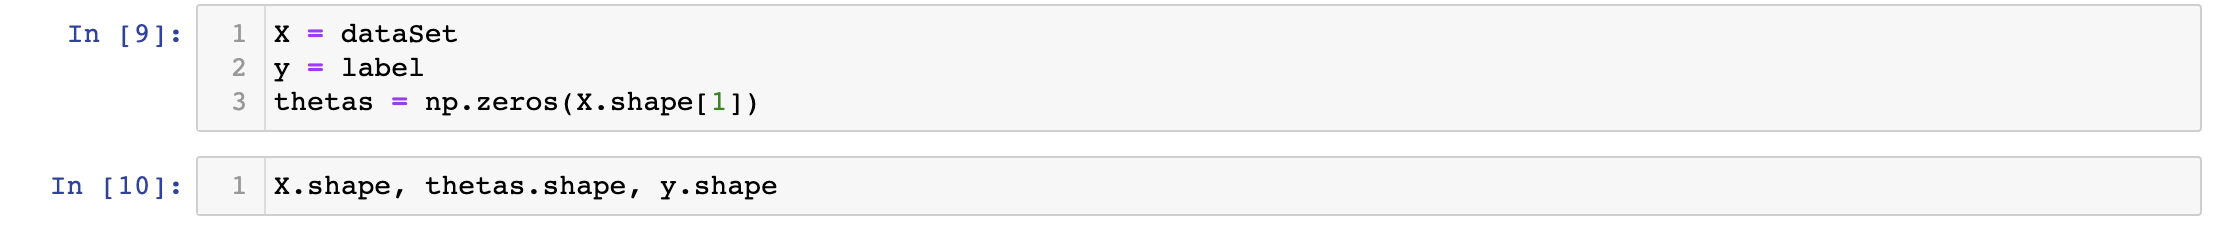 In [9]:
1 X = dataSet
2 y = label
3 thetas = np.zeros(X.shape[1])
In [10]:
1 X.shape, thetas.shape, y.shape